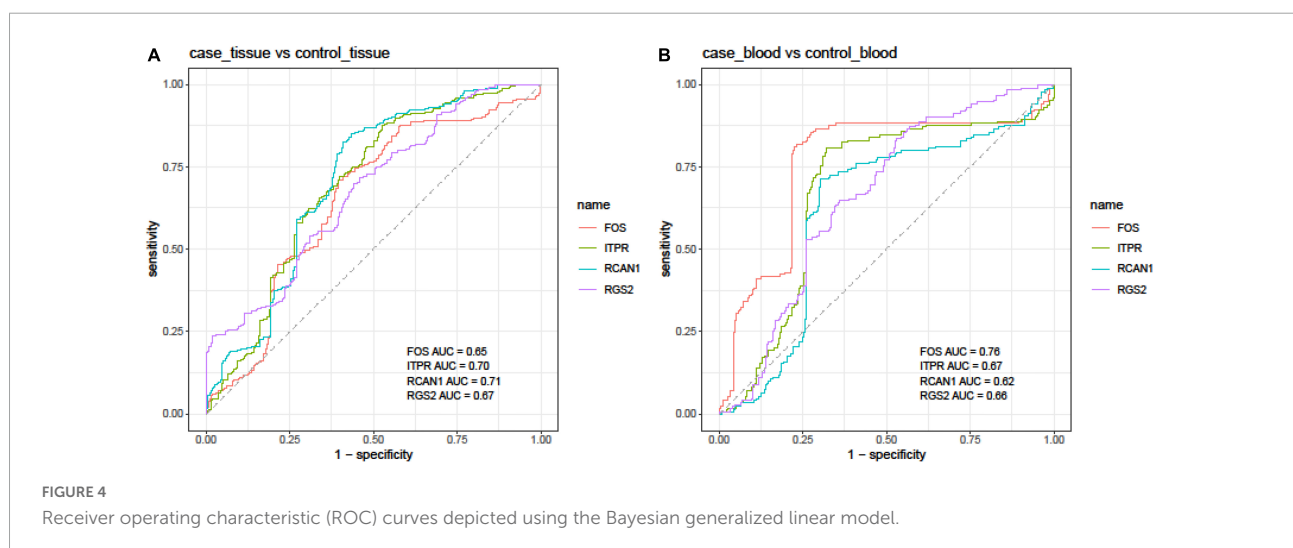 A case_tissue vs control_tissue
1.00
0.75
0.50
0.25
0.00
sensitivity
0.00 0.25 0.50 0.75 1.00
1 − specificity
FOS AUC = 0.65
ITPR AUC = 0.70
RCAN1 AUC = 0.71
RGS2 AUC = 0.67
name
FOS
ITPR
RCAN1
RGS2
B case_blood vs control_blood
1.00
0.75
0.50
0.25
0.00
sensitivity
0.00 0.25 0.50 0.75 1.00
1 − specificity
FOS AUC = 0.76
ITPR AUC = 0.67
RCAN1 AUC = 0.62
RGS2 AUC = 0.66
name
FOS
ITPR
RCAN1
RGS2
FIGURE 4
Receiver operating characteristic (ROC) curves depicted using the Bayesian generalized linear model.